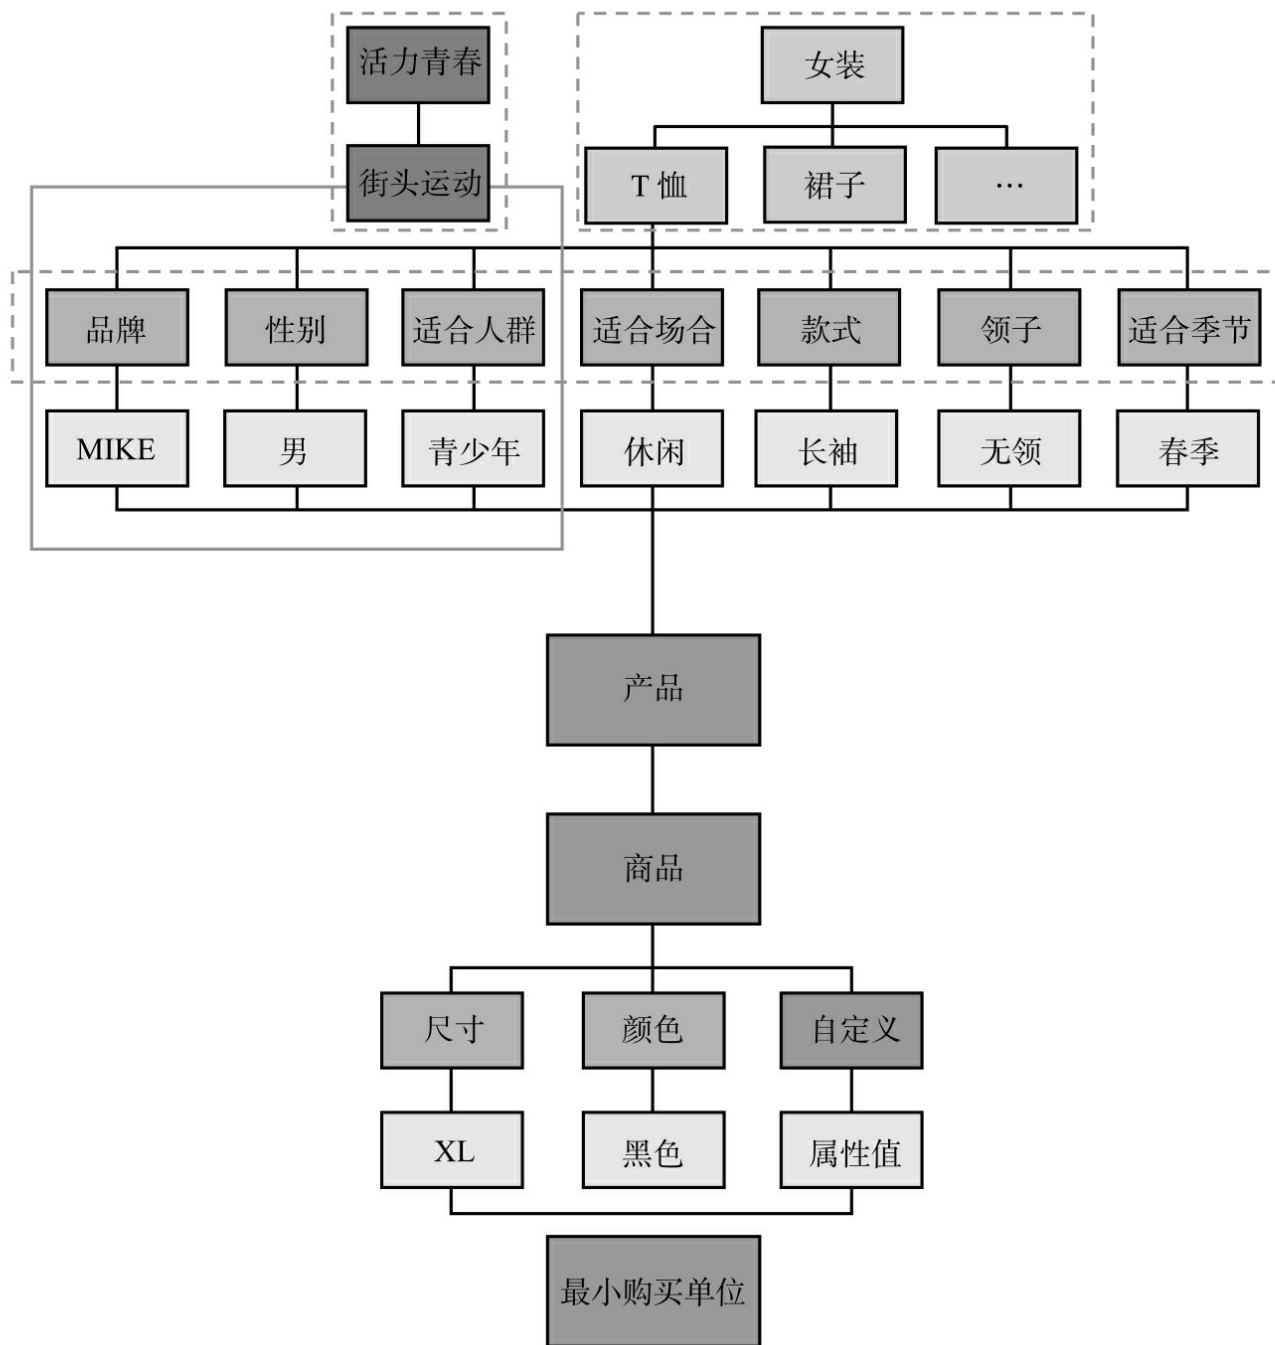 活力青春
女装
街头运动
T 恤
裙子
…
品牌
性别
适合人群
适合场合
款式
领子
适合季节
MIKE
男
青少年
休闲
长袖
无领
春季
产品
商品
尺寸
颜色
自定义
XL
黑色
属性值
最小购买单位